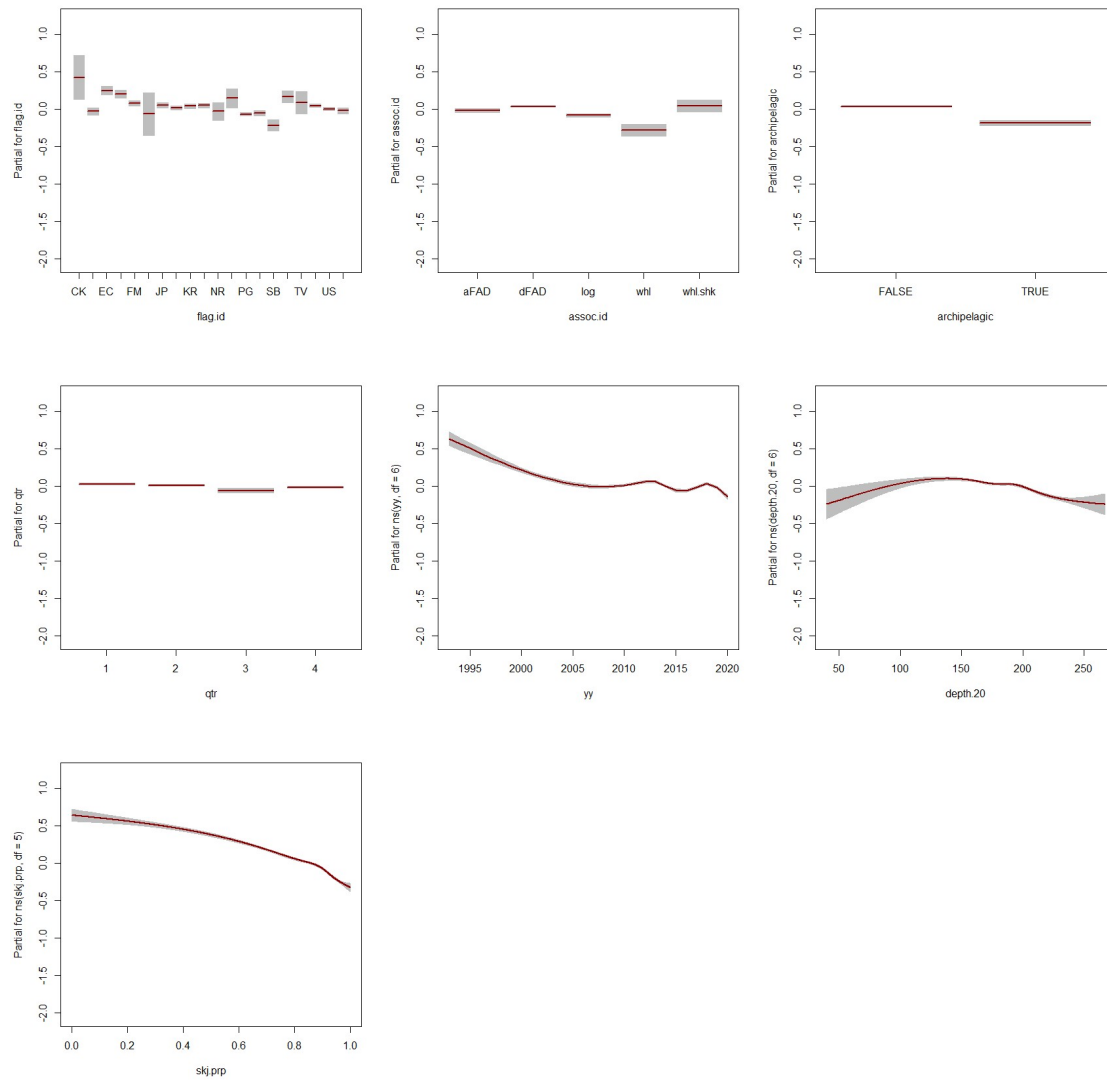 Partial for flag.id
1.0
0.5
0.0
-0.5
-1.0
-1.5
-2.0
CK EC FM JP KR NR PG SB TV US
flag.id
Partial for assoc.id
1.0
0.5
0.0
-0.5
-1.0
-1.5
-2.0
aFAD dFAD log whl whl.shk
assoc.id
Partial for archipelagic
1.0
0.5
0.0
-0.5
-1.0
-1.5
-2.0
FALSE TRUE
archipelagic
Partial for qtr
1.0
0.5
0.0
-0.5
-1.0
-1.5
-2.0
1 2 3 4
qtr
Partial for ns(yy, df = 6)
1.0
0.5
0.0
-0.5
-1.0
-1.5
-2.0
1995 2000 2005 2010 2015 2020
yy
Partial for ns(depth.20, df = 6)
1.0
0.5
0.0
-0.5
-1.0
-1.5
-2.0
50 100 150 200 250
depth.20
Partial for ns(skj.prp, df = 5)
1.0
0.5
0.0
-0.5
-1.0
-1.5
-2.0
0.0 0.2 0.4 0.6 0.8 1.0
skj.prp